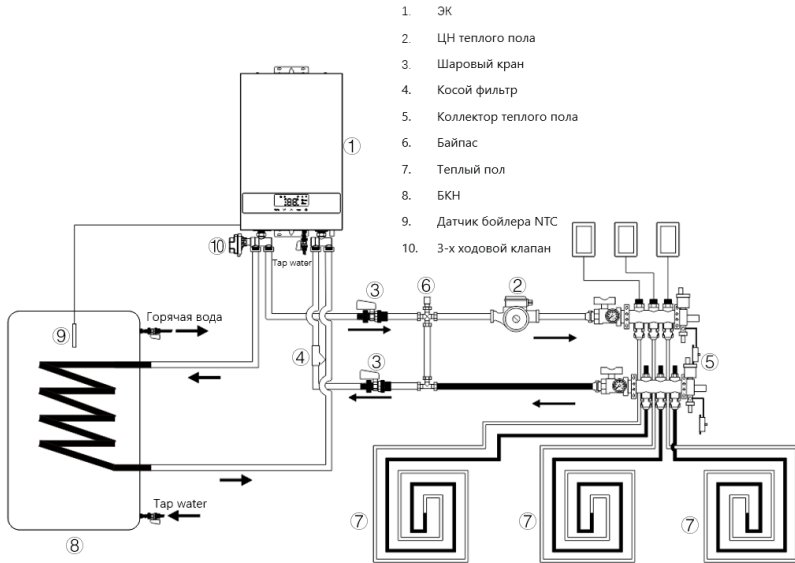 1. ЭК
2. ЦН теплого пола
3. Шаровый кран
4. Косой фильтр
5. Коллектор теплого пола
6. Байпас
7. Теплый пол
8. БКН
9. Датчик бойлера NTC
10. 3-х ходовой клапан
1
10
Tap water
3
6
2
9
Горячая вода
4
3
5
Tap water
7
7
7
8